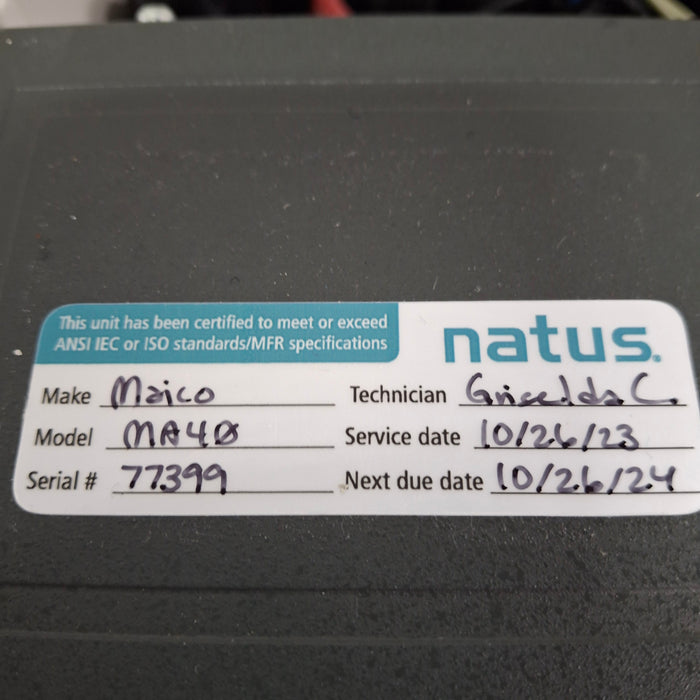 This unit has been certified to meet or exceed
ANSI IEC or ISO standards/MFR specifications
natus.
Make Maico
Technician Griselda C.
Model MA40
Service date 10/26/23
Serial # 77399
Next due date 10/26/24